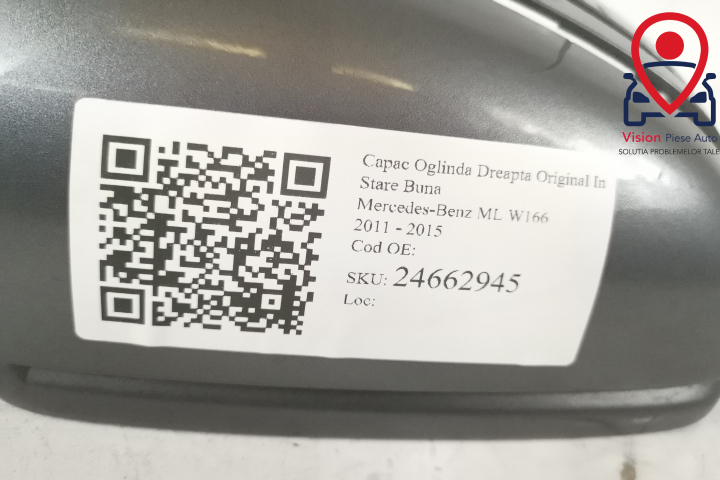 Capac Oglinda Dreapta Original In
Stare Buna
Mercedes-Benz ML W166
2011 - 2015
Cod OE:
SKU: 24662945
Loc:
Vision Piese Auto
SOLUTIA PROBLEMELOR TALE